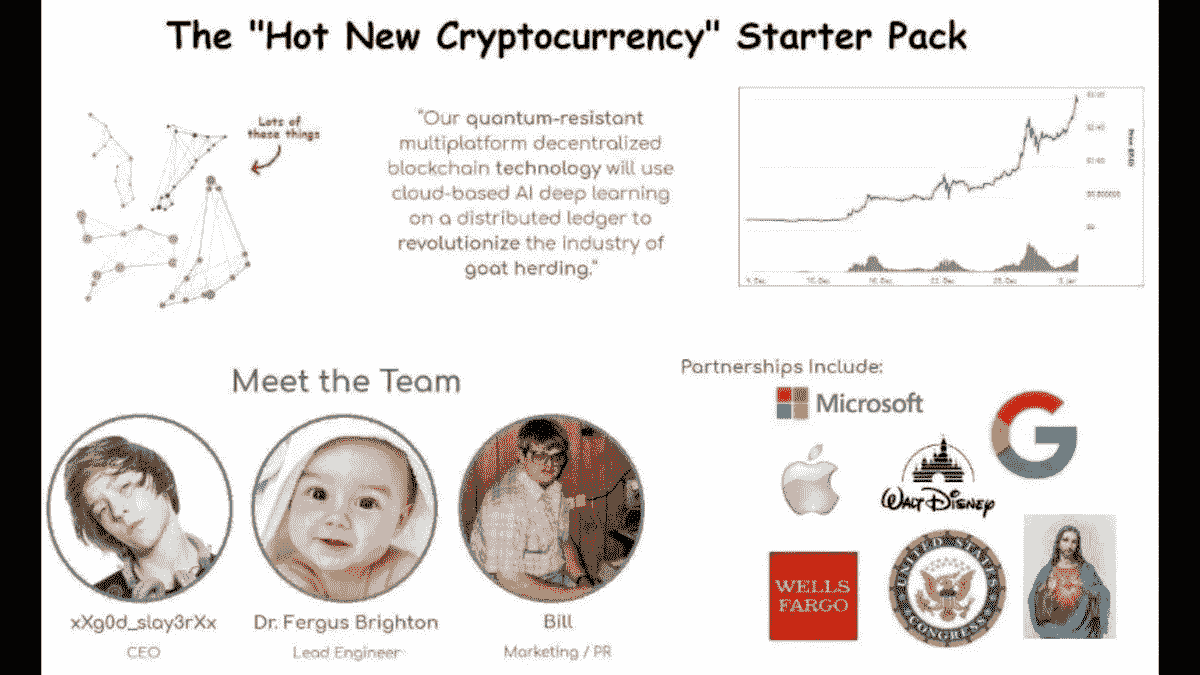 The "Hot New Cryptocurrency" Starter Pack
Lots of
these things
"Our quantum-resistant
multiplatform decentralized
blockchain technology will use
cloud-based AI deep learning
on a distributed ledger to
revolutionize the industry of
goat herding."
Meet the Team
xXg0d_slay3rXx
CEO
Dr. Fergus Brighton
Lead Engineer
Bill
Marketing / PR
Partnerships Include:
Microsoft
G
WALT DISNEY
WELLS
FARGO
UNITED STATES
CONGRESS